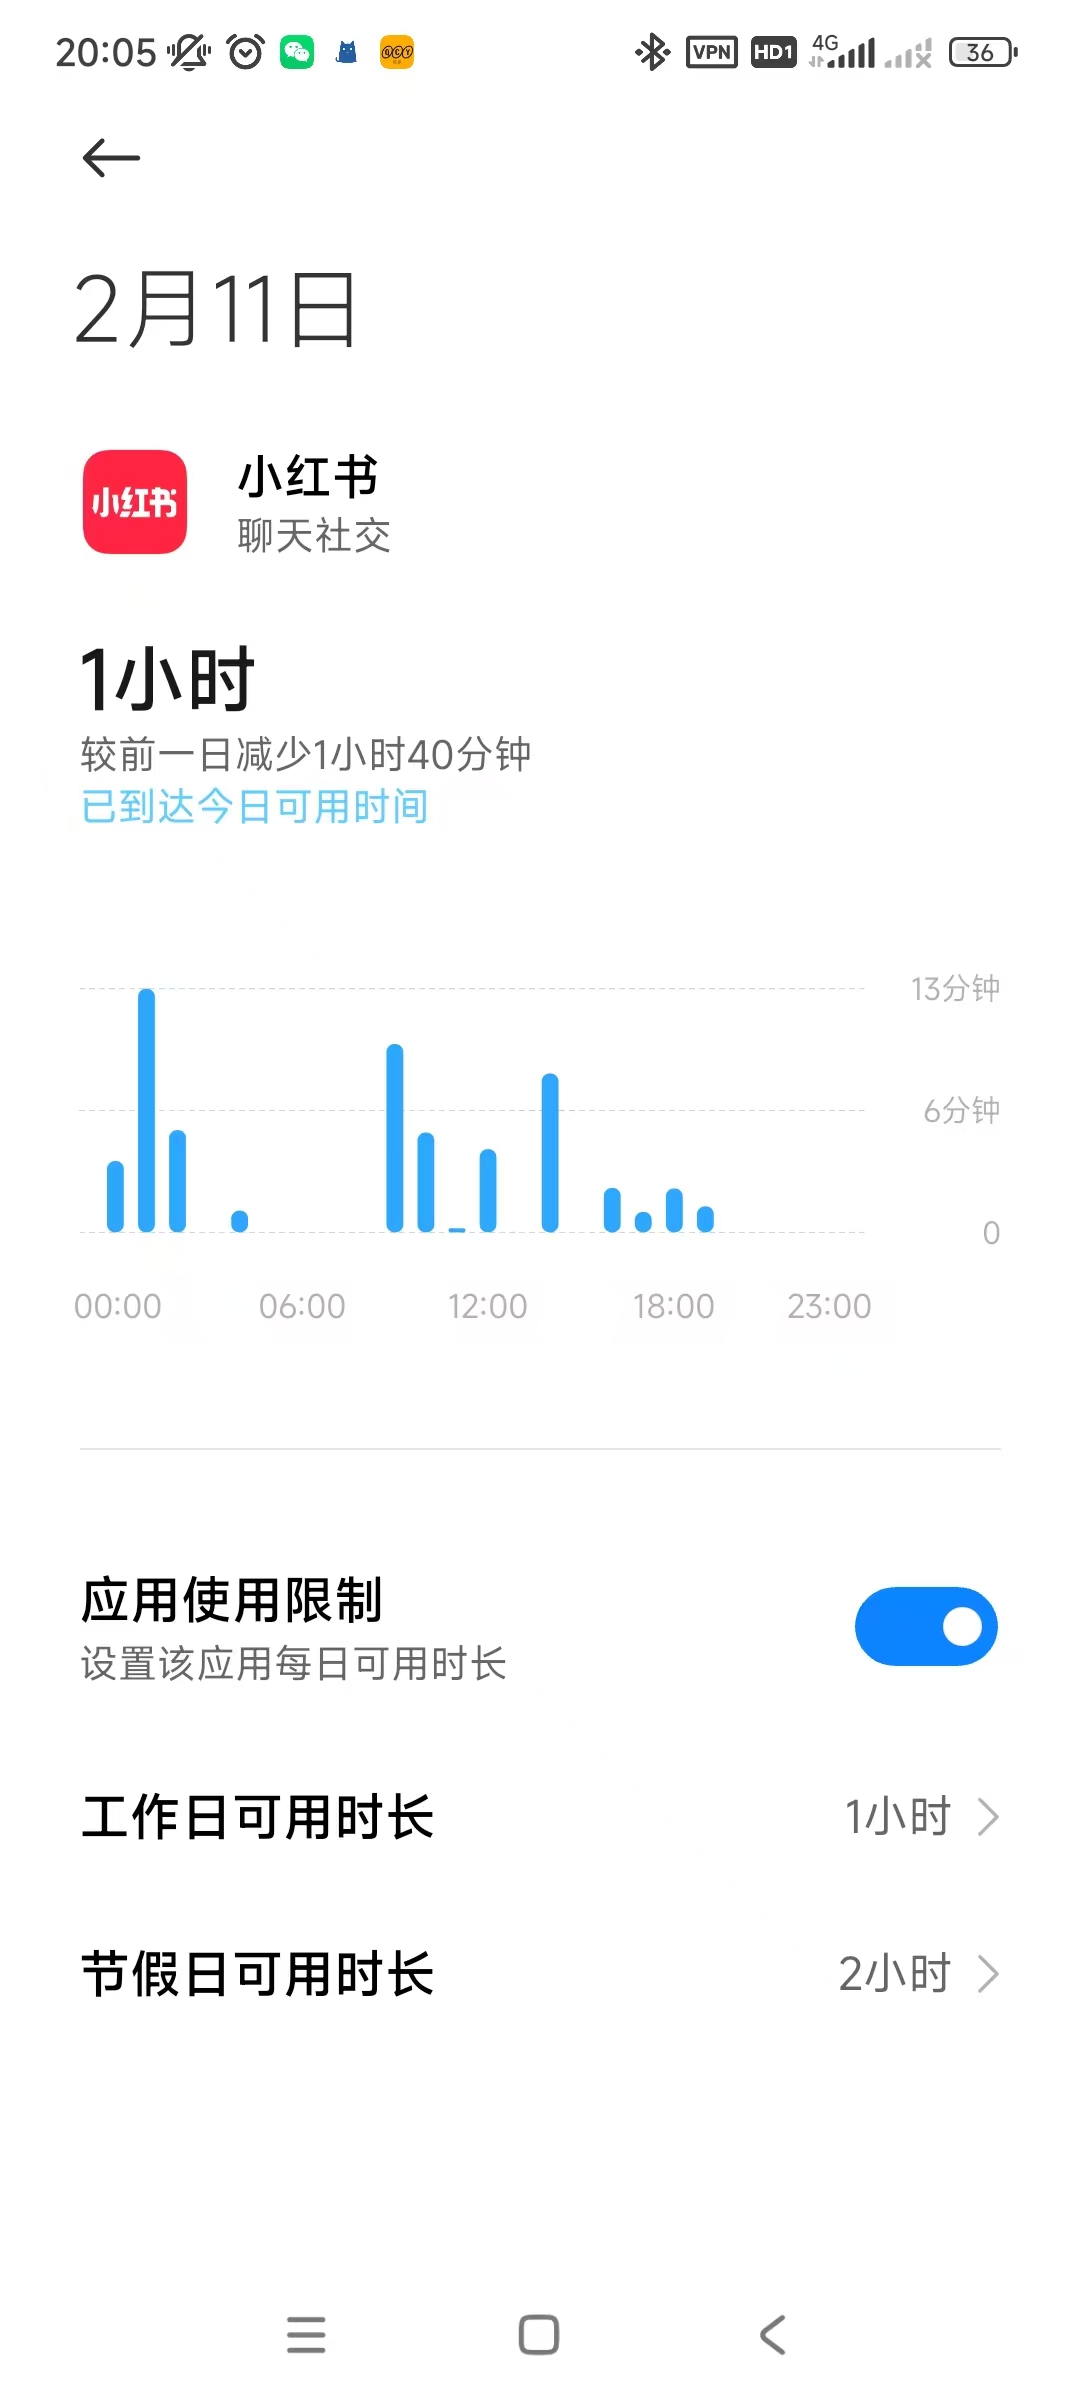 20:05 VPN HD1 4G 36
2月11日
小红书
小红书
聊天社交
1小时
较前一日减少1小时40分钟
已到达今日可用时间
13分钟
6分钟
0
00:00 06:00 12:00 18:00 23:00
应用使用限制
设置该应用每日可用时长
工作日可用时长 1小时
节假日可用时长 2小时